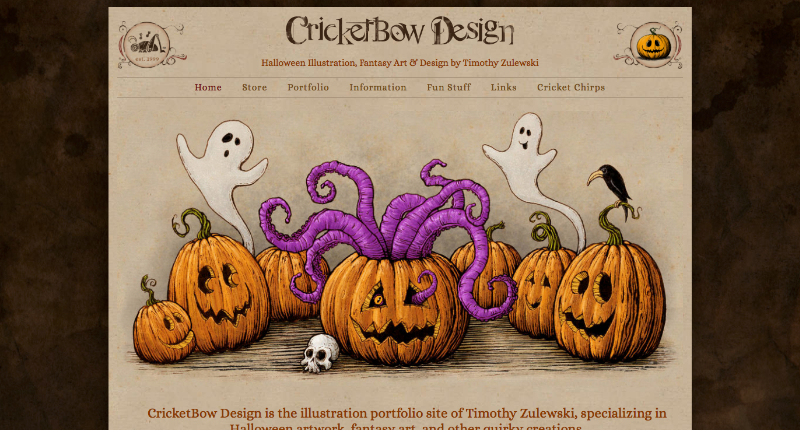 CricketBow Design
Halloween Illustration, Fantasy Art & Design by Timothy Zulewski
Home Store Portfolio Information Fun Stuff Links Cricket Chirps
CricketBow Design is the illustration portfolio site of Timothy Zulewski, specializing in
Halloween artwork, fantasy art, and other quirky creations.